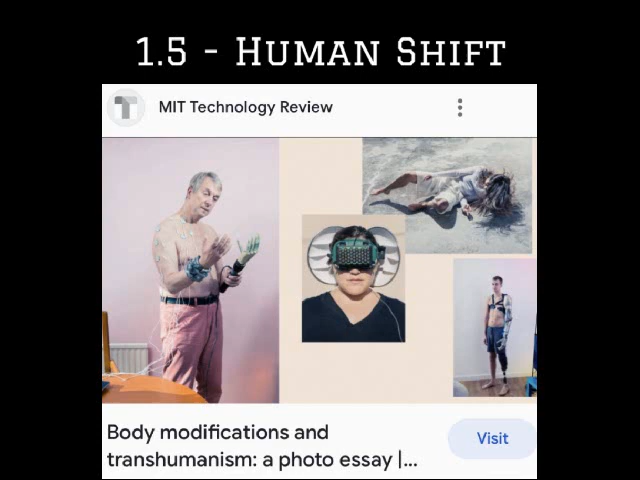 1.5 - Human Shift
MIT Technology Review
Body modifications and
transhumanism: a photo essay |...
Visit